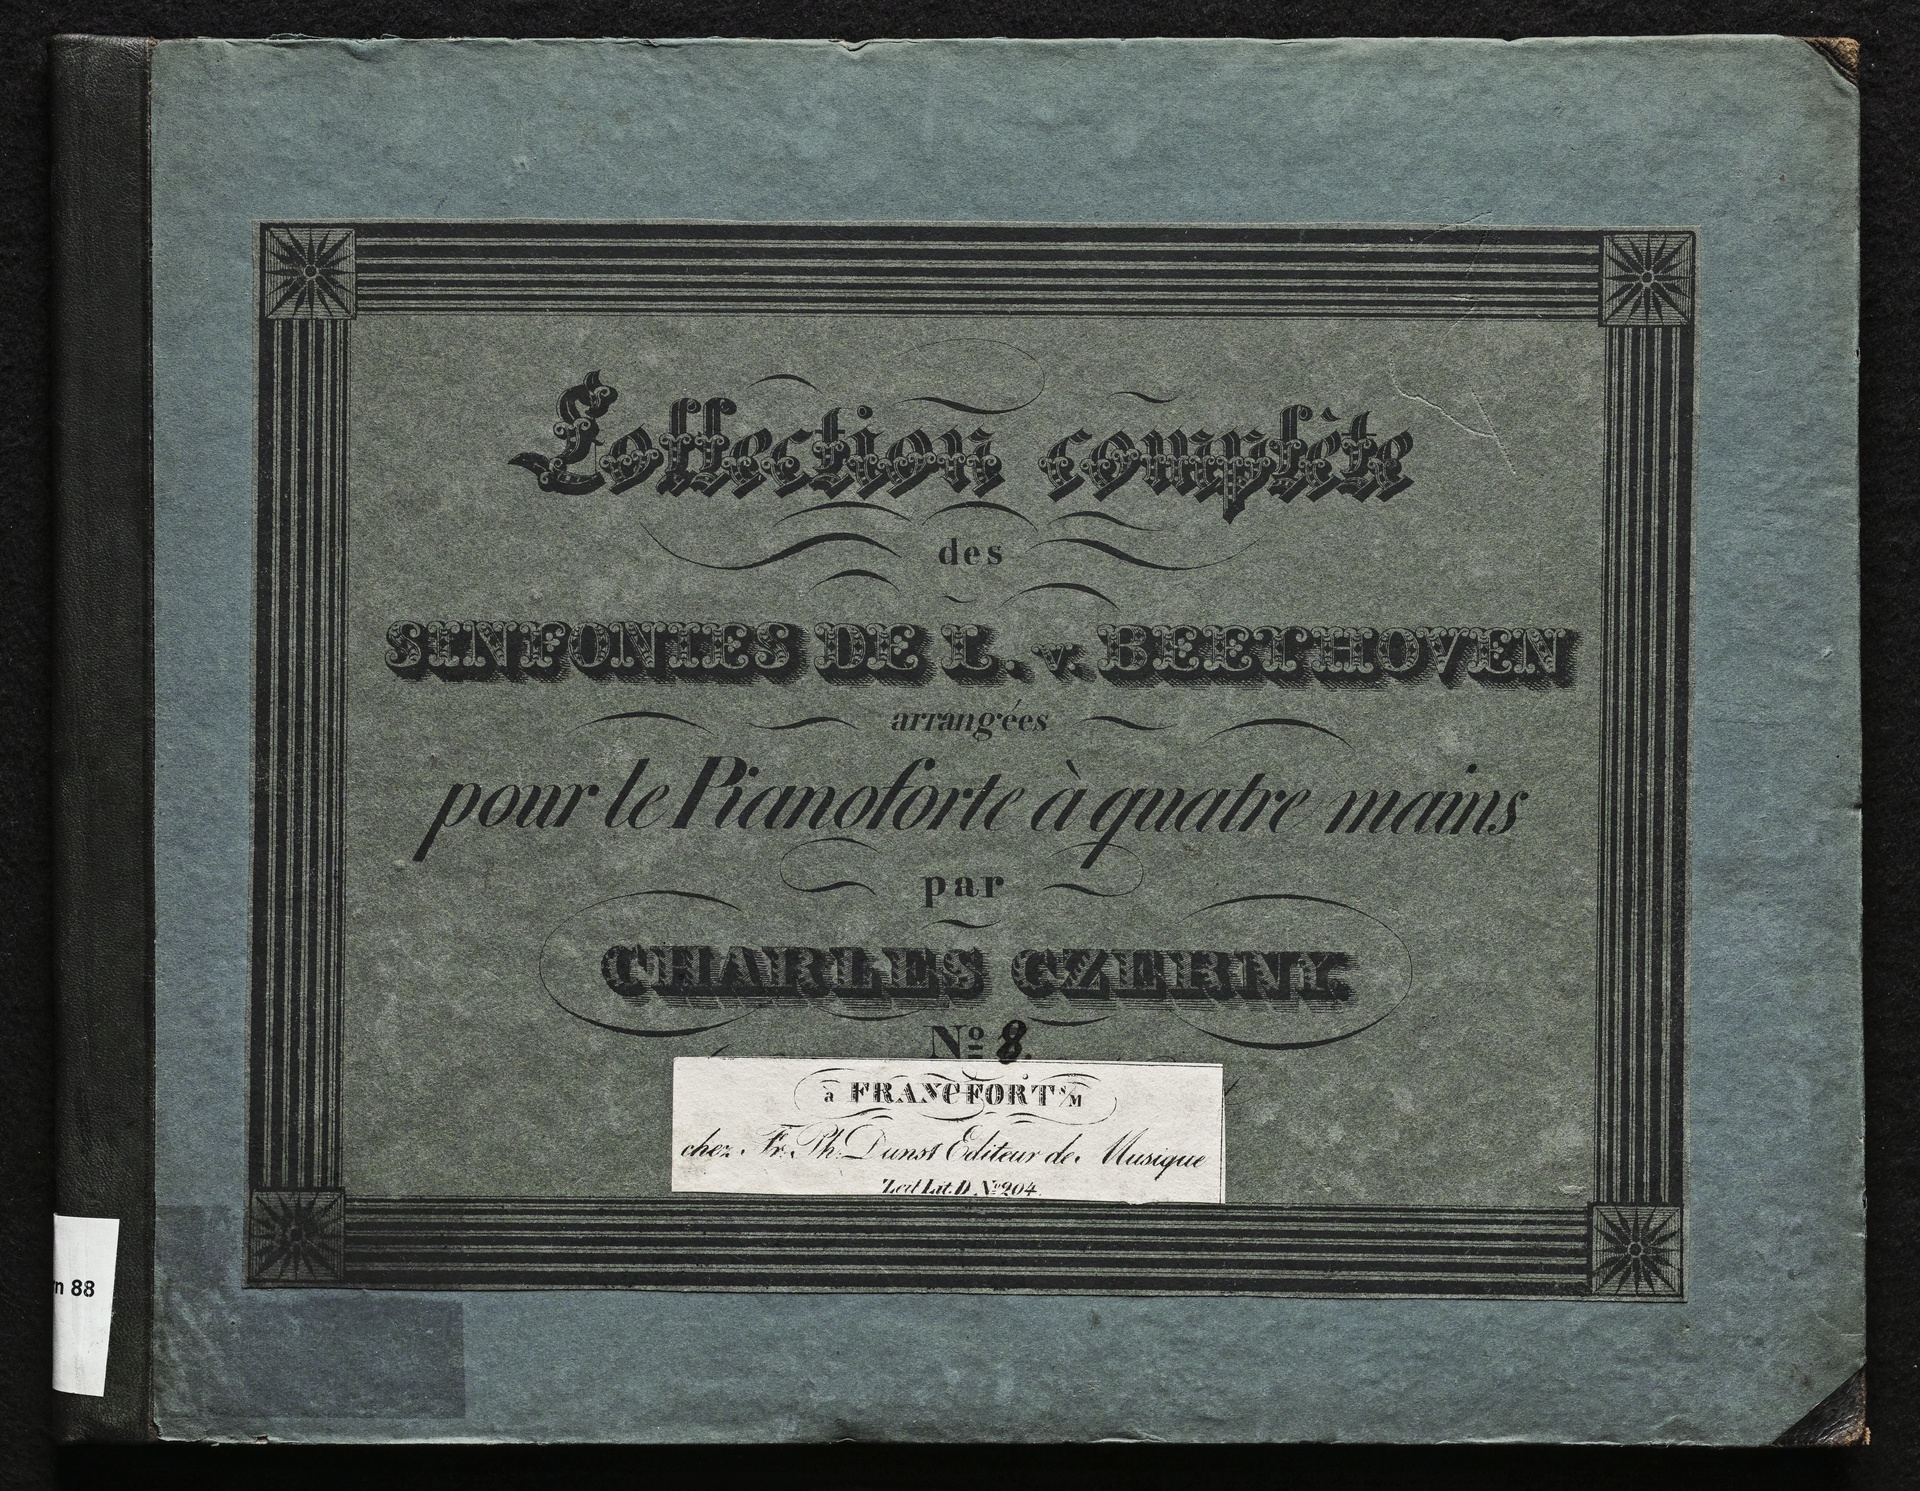 Collection complète
des
SINFONIES DE L. v. BEETHOVEN
arrangées
pour le Pianoforte à quatre mains
par
CHARLES CZERNY.
Nº 8.
à FRANCFORT s/M
chez Fr. Ph. Dunst Editeur de Musique
Lit. D. Nº 204.
n 88